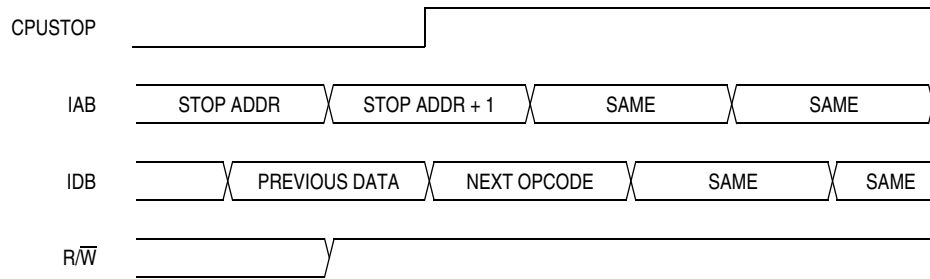 CPUSTOP
IAB STOP ADDR STOP ADDR + 1 SAME SAME
IDB PREVIOUS DATA NEXT OPCODE SAME SAME
R/W̅